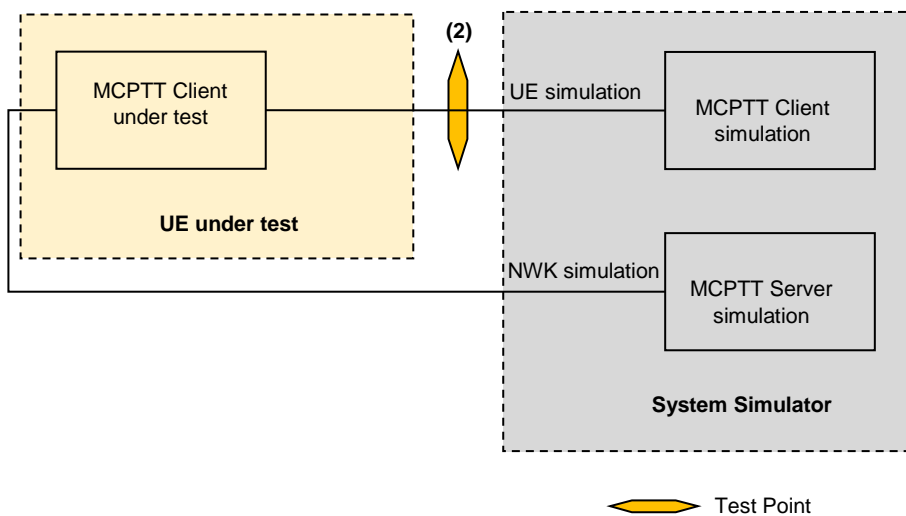 (2)
MCPTT Client
under test
UE simulation
MCPTT Client
simulation
UE under test
NWK simulation
MCPTT Server
simulation
System Simulator
Test Point